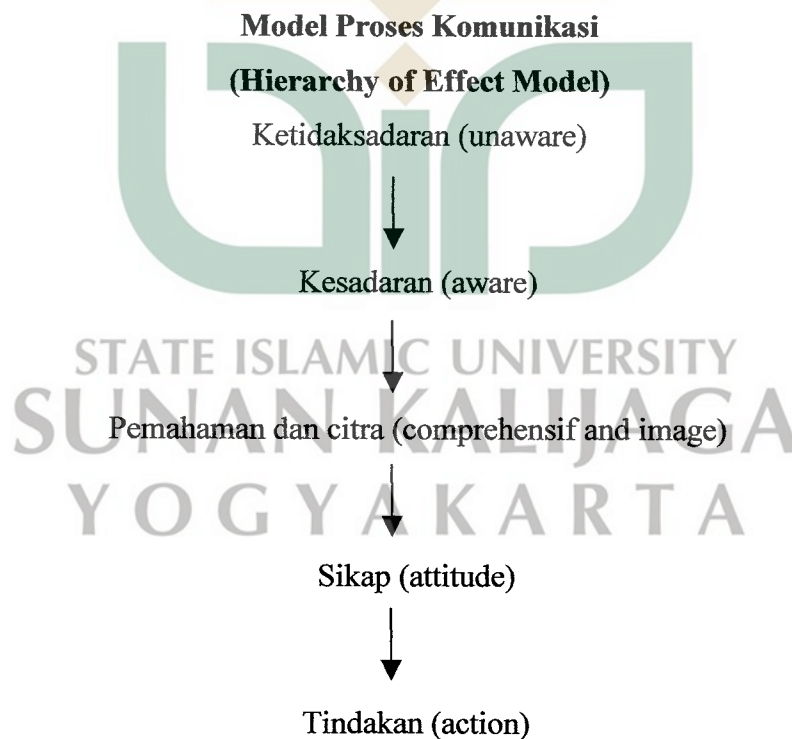 Model Proses Komunikasi
(Hierarchy of Effect Model)
Ketidaksadaran (unaware)
Kesadaran (aware)
STATE ISLAMIC UNIVERSITY
SUNAN KALIJAGA
Pemahaman dan citra (comprehensif and image)
YOGYAKARTA
Sikap (attitude)
Tindakan (action)